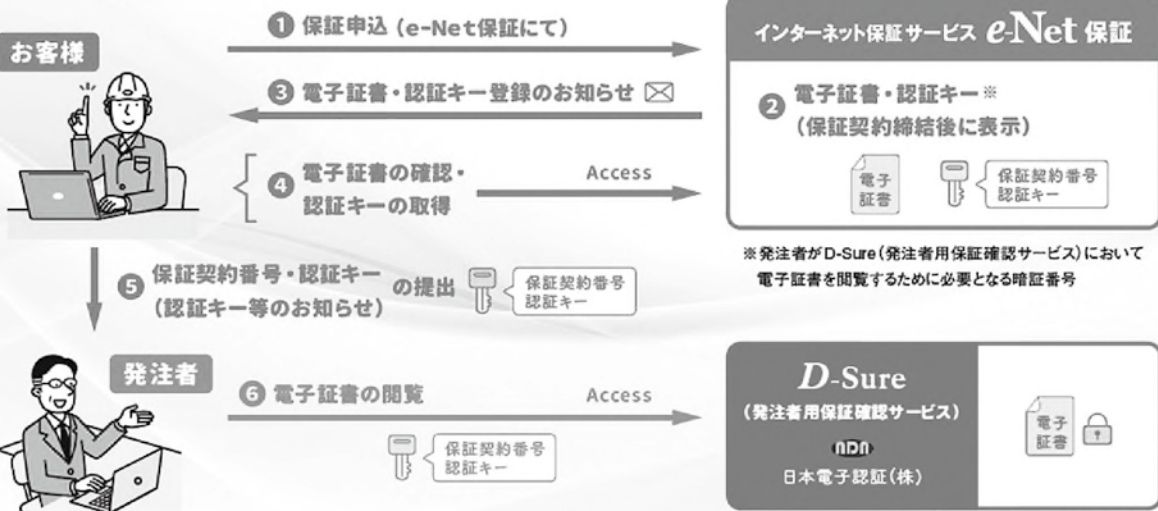 お客様
❶ 保証申込 (e-Net保証にて)
インターネット保証サービス e-Net 保証
❷ 電子証書・認証キー※
(保証契約締結後に表示)
電子
証書
保証契約番号
認証キー
❸ 電子証書・認証キー登録のお知らせ
❹ 電子証書の確認・
認証キーの取得
Access
※発注者がD-Sure(発注者用保証確認サービス)において
電子証書を閲覧するために必要となる暗証番号
❺ 保証契約番号・認証キー
(認証キー等のお知らせ)
の提出
保証契約番号
認証キー
発注者
❻ 電子証書の閲覧
Access
保証契約番号
認証キー
D-Sure
(発注者用保証確認サービス)
NDN
日本電子認証(株)
電子
証書